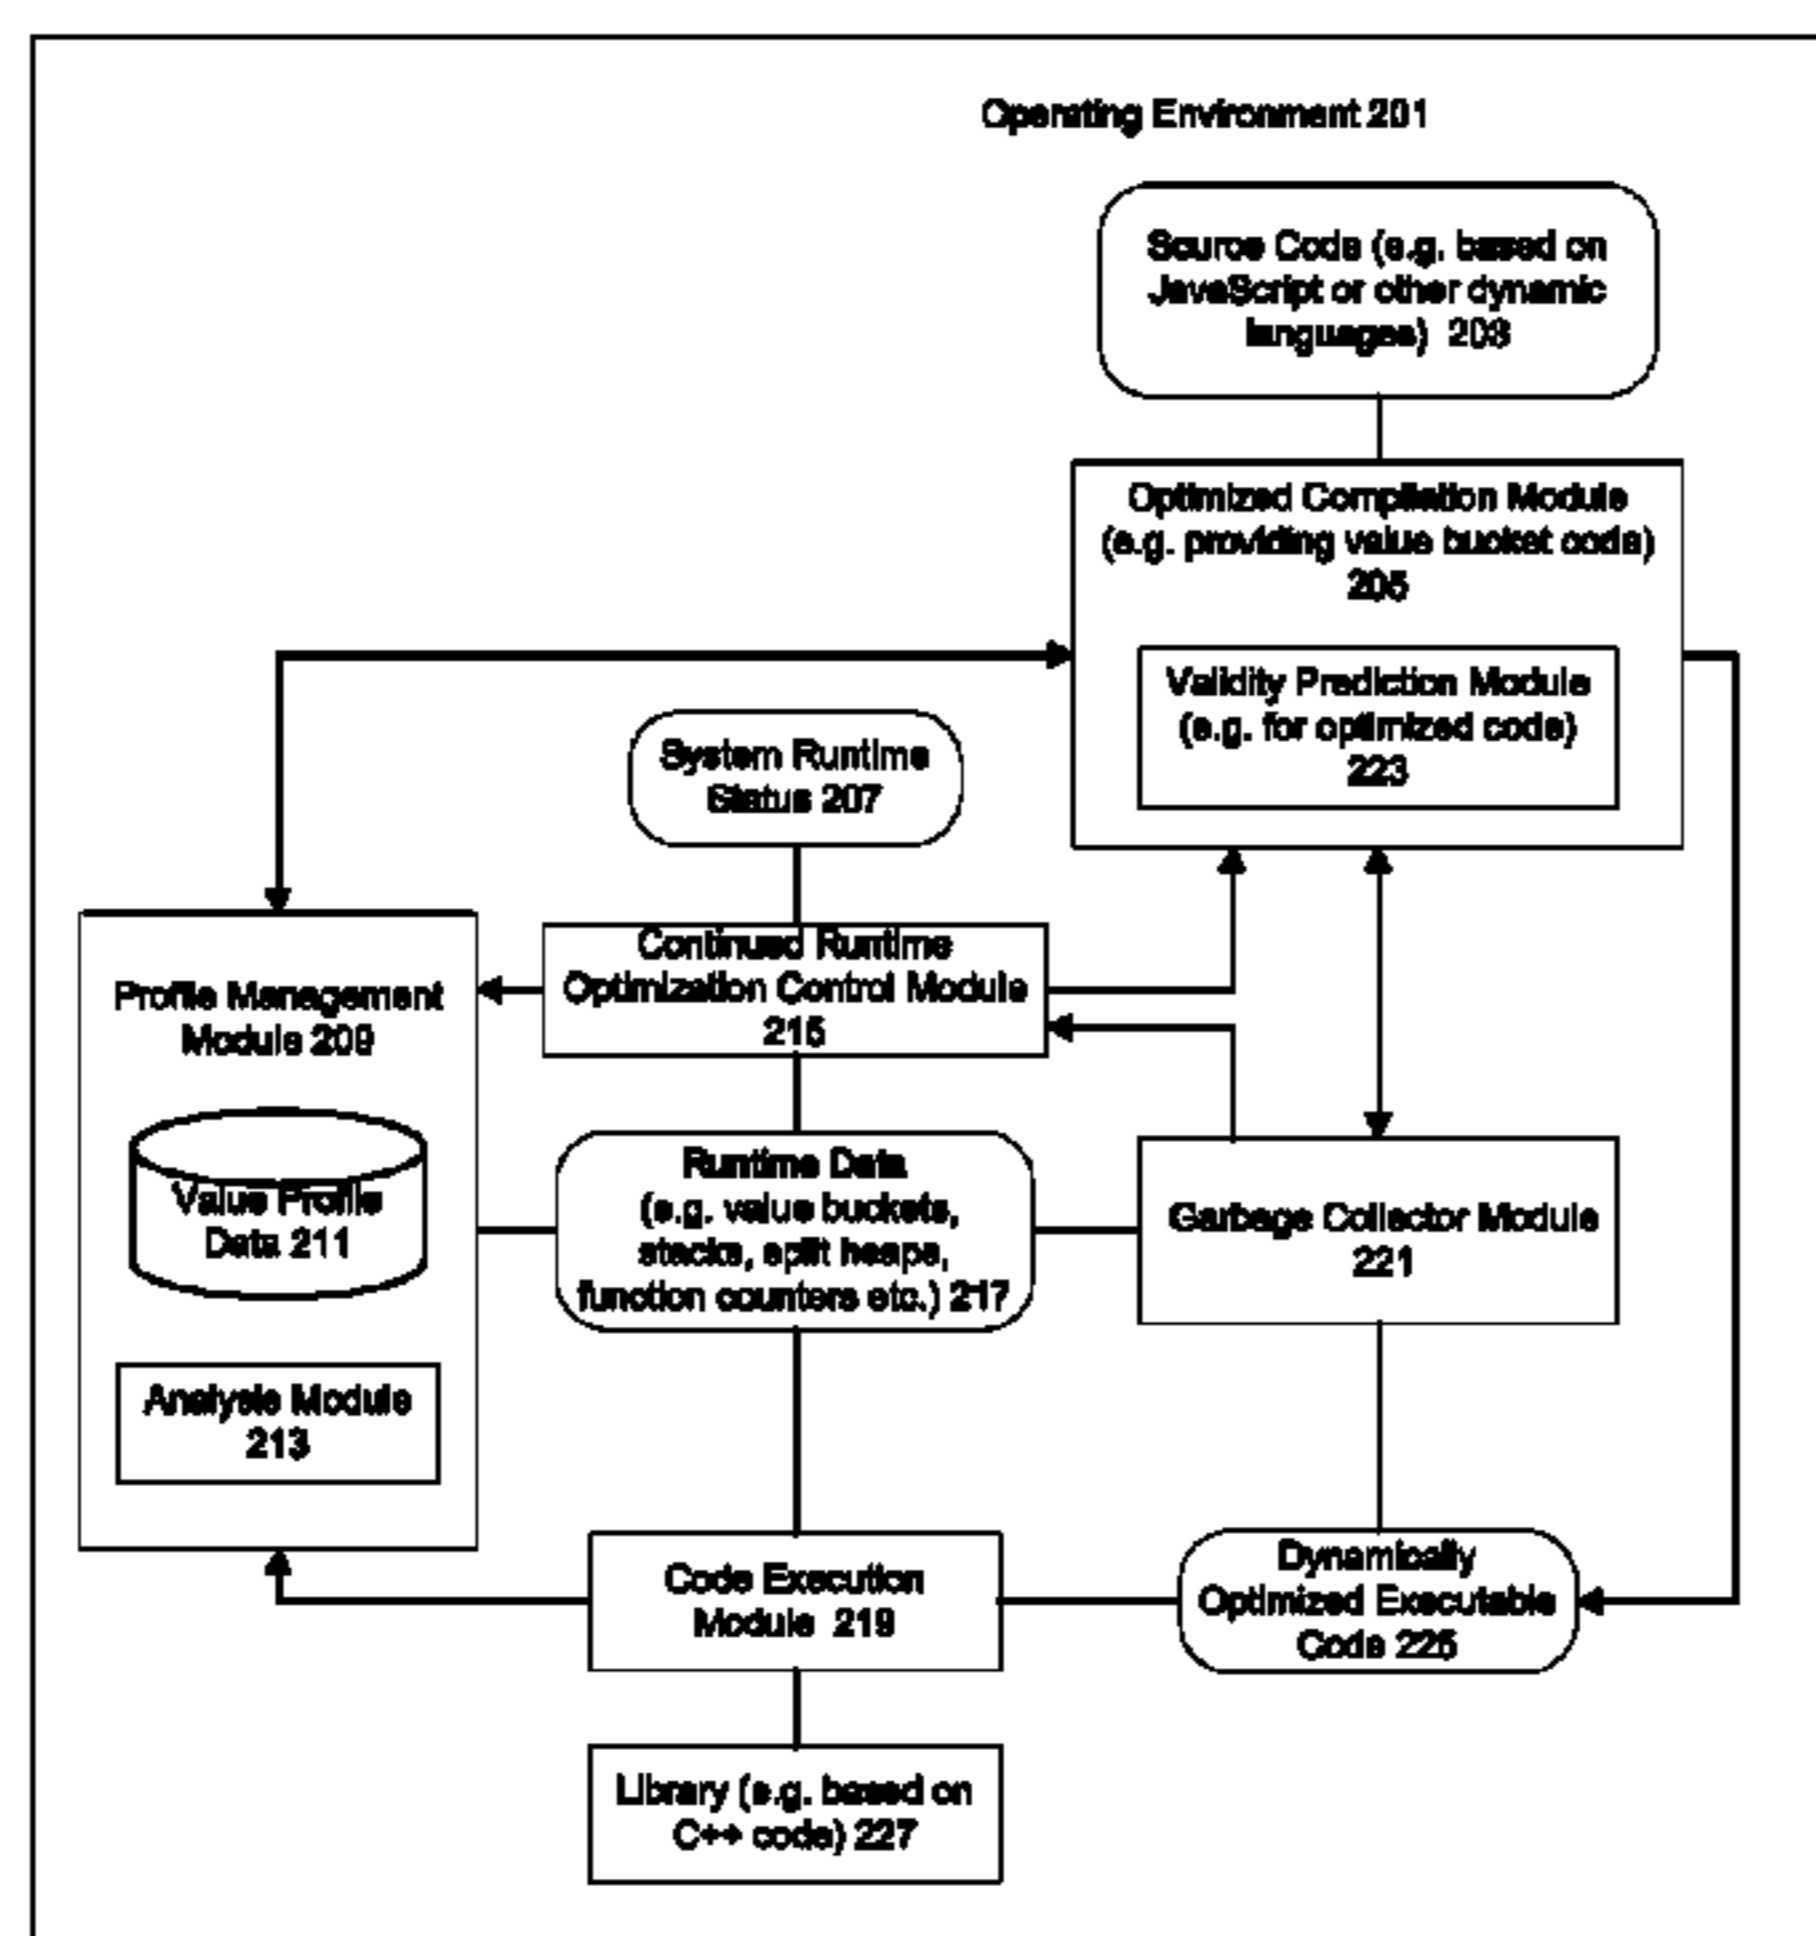 Operating Environment 201
Source Code (e.g. based on
JavaScript or other dynamic
languages) 203
Optimized Compilation Module
(e.g. providing value bucket code)
205
Validity Prediction Module
(e.g. for optimized code)
223
System Runtime
Status 207
Continued Runtime
Optimization Control Module
215
Profile Management
Module 209
Value Profile
Data 211
Analysis Module
213
Runtime Data
(e.g. value buckets,
stacks, split heaps,
function counters etc.) 217
Garbage Collector Module
221
Code Execution
Module 219
Dynamically
Optimized Executable
Code 225
Library (e.g. based on
C++ code) 227